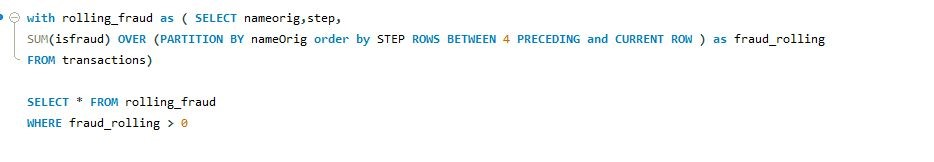 with rolling_fraud as ( SELECT nameorig,step,
SUM(isfraud) OVER (PARTITION BY nameOrig order by STEP ROWS BETWEEN 4 PRECEDING and CURRENT ROW ) as fraud_rolling
FROM transactions)
SELECT * FROM rolling_fraud
WHERE fraud_rolling > 0